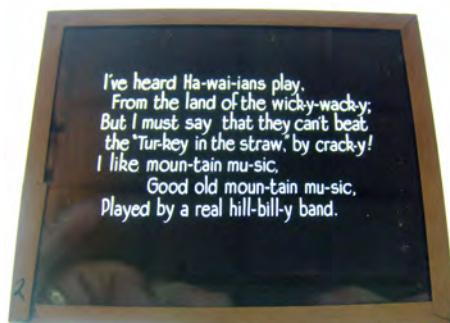 I've heard Ha-wai-ians play,
From the land of the wick-y-wack-y;
But I must say that they can't beat
the "Tur-key in the straw," by crack-y!
I like moun-tain mu-sic,
Good old moun-tain mu-sic,
Played by a real hill-bill-y band.
2